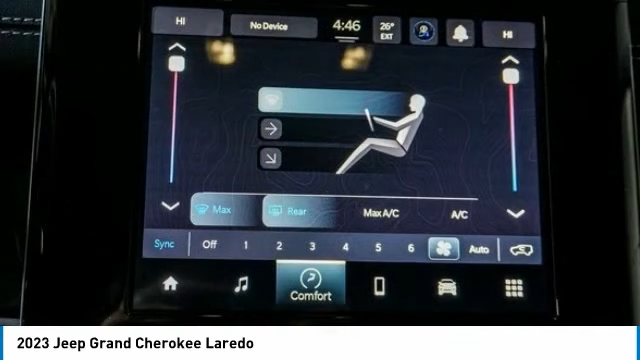 HI
No Device
4:46
26°
EXT
HI
Max
Rear
Max A/C
A/C
Sync
Off 1 2 3 4 5 6 Auto
Comfort
2023 Jeep Grand Cherokee Laredo